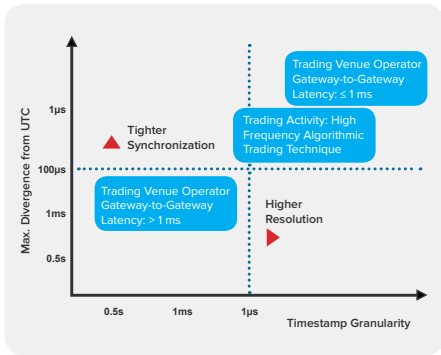 Trading Venue Operator
Gateway-to-Gateway
Latency: ≤ 1 ms
Trading Activity: High
Frequency Algorithmic
Trading Technique
Tighter
Synchronization
Trading Venue Operator
Gateway-to-Gateway
Latency: > 1 ms
Higher
Resolution
Max. Divergence from UTC
1µs
100µs
1ms
0.5s
0.5s 1ms 1µs
Timestamp Granularity